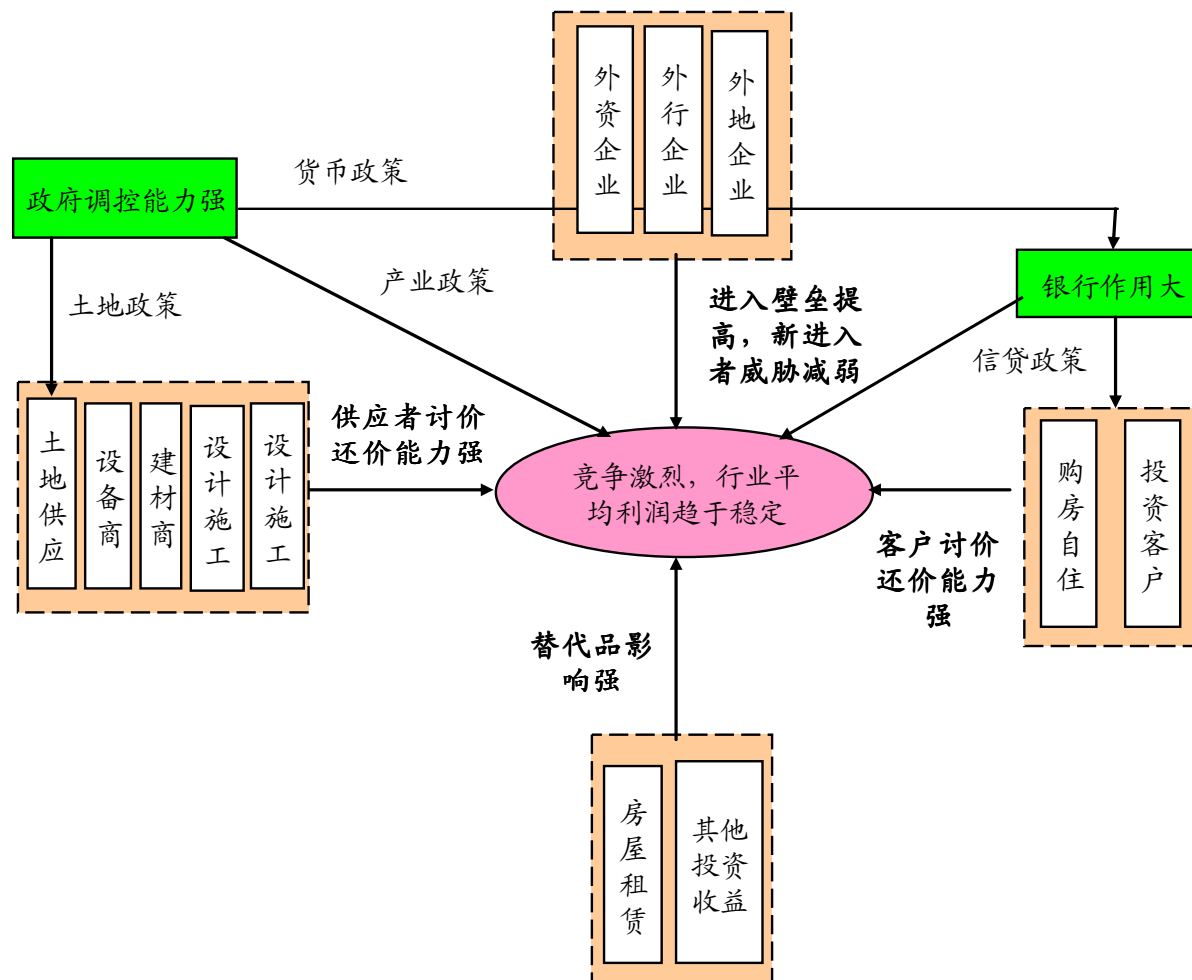 外资企业
外行企业
外地企业
货币政策
政府调控能力强
产业政策
土地政策
进入壁垒提
高，新进入
者威胁减弱
银行作用大
信贷政策
供应者讨价
还价能力强
土地供应
设备商
建材商
设计施工
设计施工
竞争激烈，行业平
均利润趋于稳定
购房自住
投资客户
客户讨价
还价能力
强
替代品影
响强
房屋租赁
其他
投资
收益